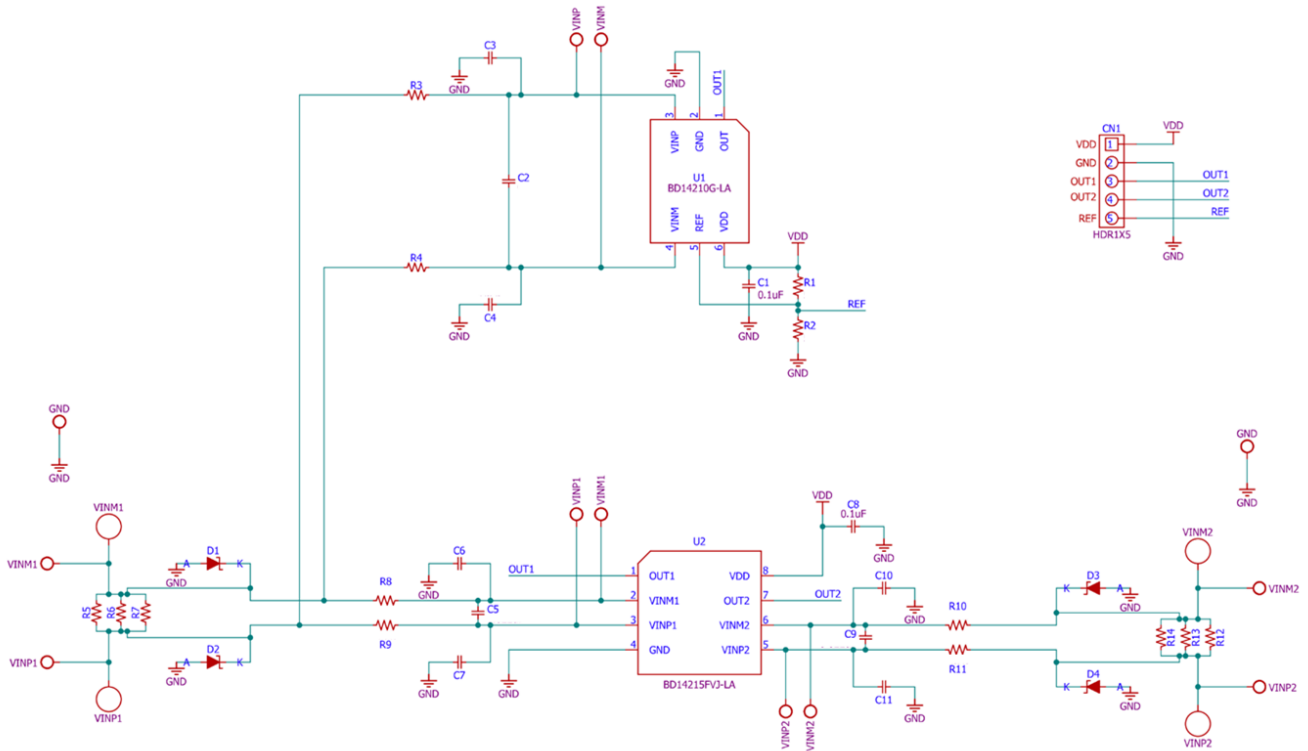 VINP
VINM
C3
GND
GND
OUT1
R3
3
2
1
VINP
GND
OUT
C2
U1
BD14210G-LA
VINM
REF
VDD
4
5
6
R4
C4
GND
VDD
C1
0.1uF
R1
REF
R2
GND
GND
CN1
VDD
VDD
1
GND
2
OUT1
3
OUT1
OUT2
4
OUT2
REF
5
REF
HDR1X5
GND
GND
GND
GND
GND
VINM1
VINM1
D1
A
K
GND
R5
R6
R7
D2
A
K
GND
VINP1
VINP1
R8
R9
C6
GND
C5
C7
GND
GND
VINP1
VINM1
OUT1
U2
1
OUT1
VDD
8
2
VINM1
OUT2
7
3
VINP1
VINM2
6
4
GND
VINP2
5
BD14215FVJ-LA
VDD
C8
0.1uF
GND
OUT2
C10
GND
C9
C11
GND
VINP2
VINM2
R10
R11
D3
K
A
GND
R14
R13
R12
D4
K
A
GND
VINM2
VINM2
VINP2
VINP2